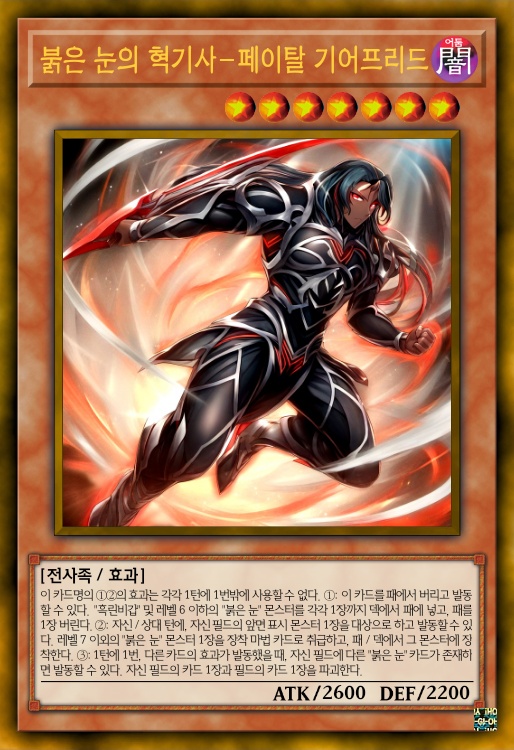 붉은 눈의 혁기사－페이탈 기어프리드
어둠
闇
[전사족 / 효과]
이 카드명의 ①②의 효과는 각각 1턴에 1번밖에 사용할 수 없다. ①: 이 카드를 패에서 버리고 발동
할 수 있다. "흑린비갑" 및 레벨 6 이하의 "붉은 눈" 몬스터를 각각 1장까지 덱에서 패에 넣고, 패를
1장 버린다. ②: 자신 / 상대 턴에, 자신 필드의 앞면 표시 몬스터 1장을 대상으로 하고 발동할 수 있
다. 레벨 7 이외의 "붉은 눈" 몬스터 1장을 장착 마법 카드로 취급하고, 패 / 덱에서 그 몬스터에 장
착한다. ③: 1턴에 1번, 다른 카드의 효과가 발동했을 때, 자신 필드에 다른 "붉은 눈" 카드가 존재하
면 발동할 수 있다. 자신 필드의 카드 1장과 필드의 카드 1장을 파괴한다.
ATK/2600 DEF/2200